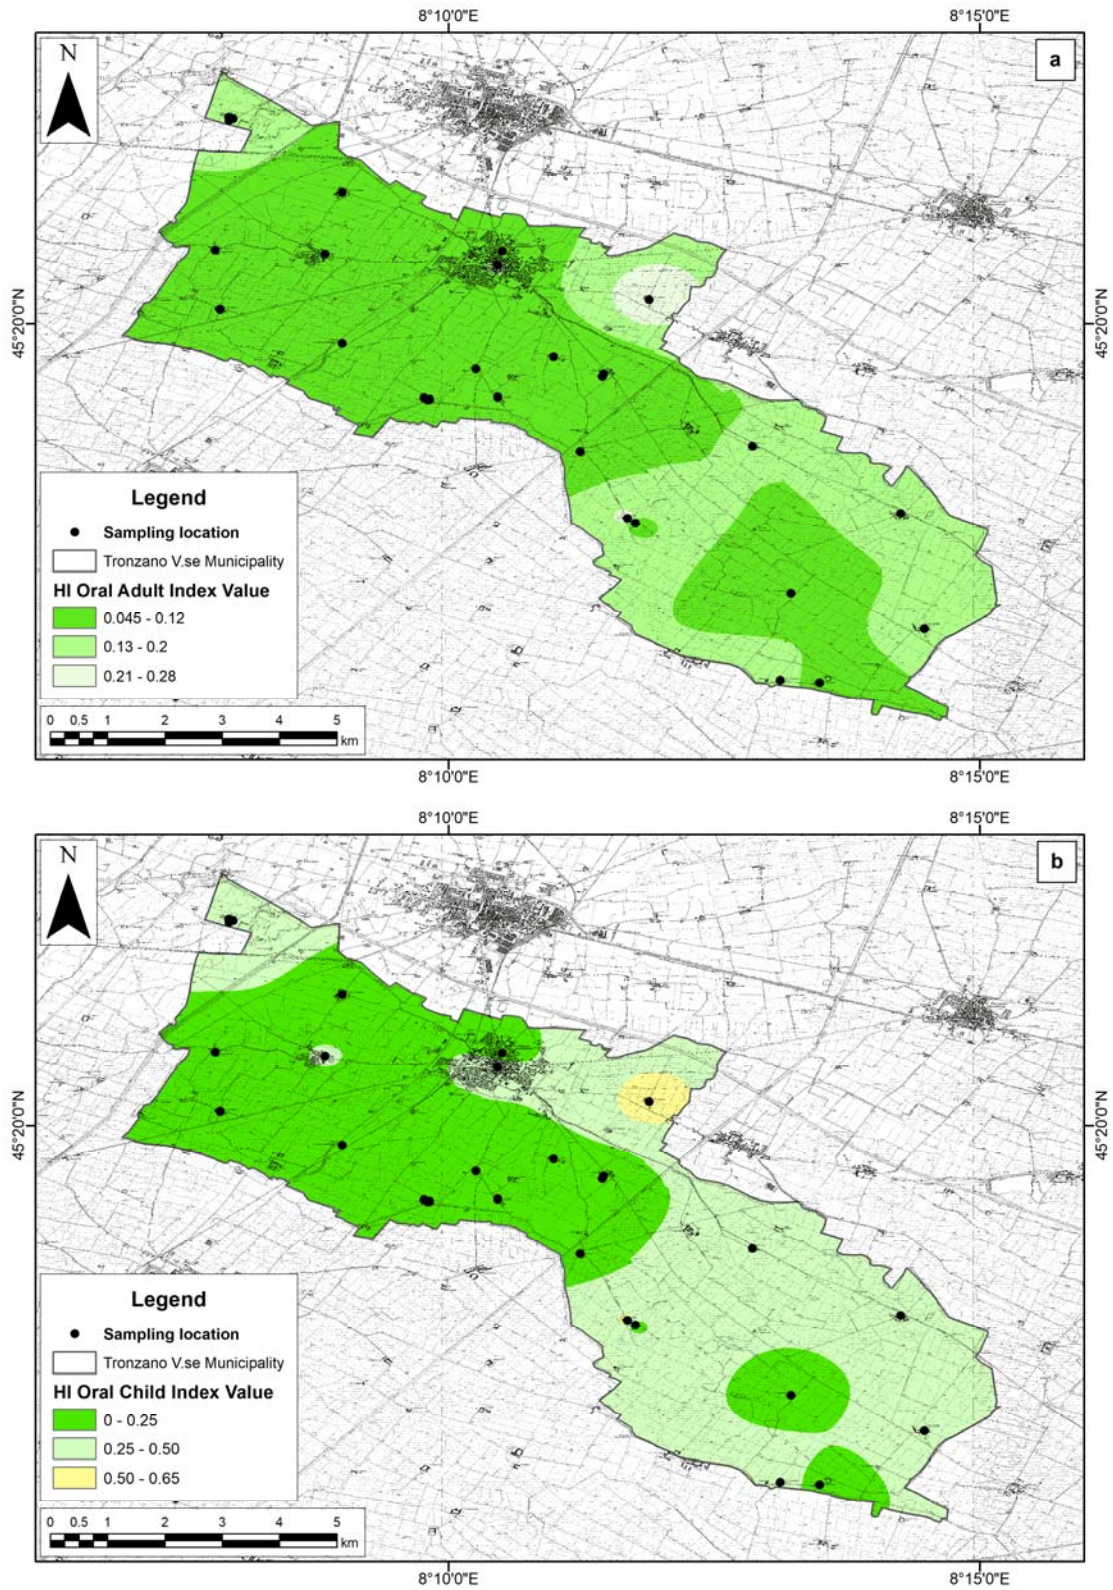 8°10'0"E 8°15'0"E
N
a
45°20'0"N 45°20'0"N
Legend
Sampling location
Tronzano V.se Municipality
HI Oral Adult Index Value
0.045 - 0.12
0.13 - 0.2
0.21 - 0.28
0 0.5 1 2 3 4 5
km
8°10'0"E 8°15'0"E
8°10'0"E 8°15'0"E
N
b
45°20'0"N 45°20'0"N
Legend
Sampling location
Tronzano V.se Municipality
HI Oral Child Index Value
0 - 0.25
0.25 - 0.50
0.50 - 0.65
0 0.5 1 2 3 4 5
km
8°10'0"E 8°15'0"E